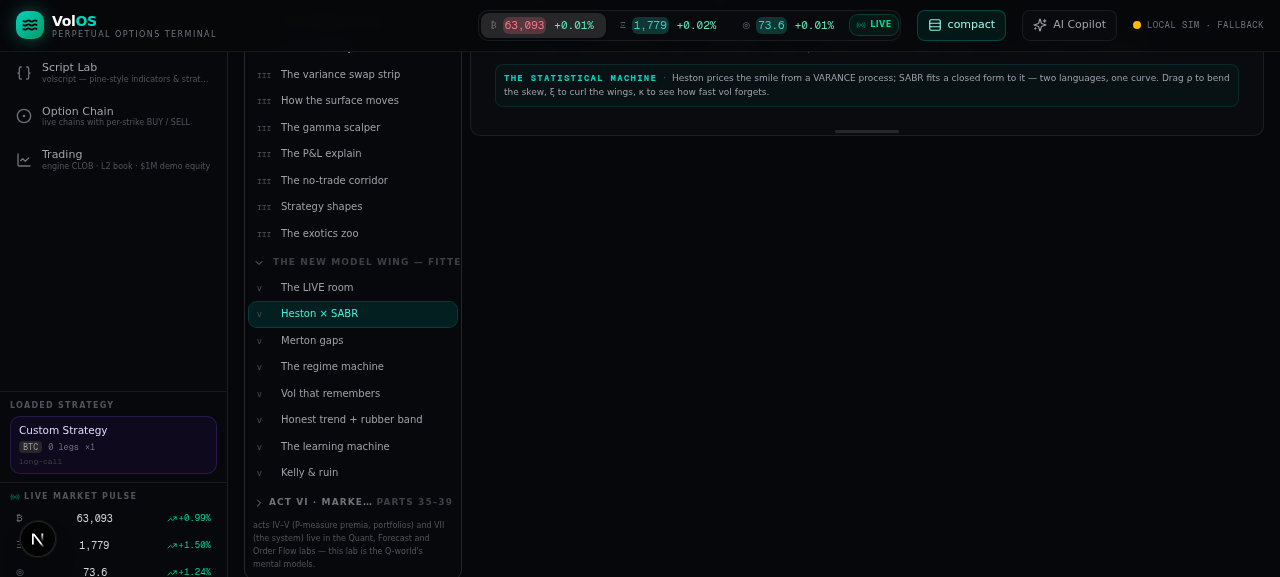 VolOS
PERPETUAL OPTIONS TERMINAL
₿ 63,093 +0.01%
Ξ 1,779 +0.02%
◎ 73.6 +0.01%
LIVE
compact
AI Copilot
LOCAL SIM · FALLBACK
Script Lab
volscript — pine-style indicators & strat…
Option Chain
live chains with per-strike BUY / SELL
Trading
engine CLOB · L2 book · $1M demo equity
LOADED STRATEGY
Custom Strategy
BTC 0 legs ×1
long-call
LIVE MARKET PULSE
₿ 63,093 +0.99%
1,779 +1.50%
◎ 73.6 +1.24%
III The variance swap strip
III How the surface moves
III The gamma scalper
III The P&L explain
III The no-trade corridor
III Strategy shapes
III The exotics zoo
THE NEW MODEL WING — FITTE
V The LIVE room
V Heston × SABR
V Merton gaps
V The regime machine
V Vol that remembers
V Honest trend + rubber band
V The learning machine
V Kelly & ruin
ACT VI · MARKE… PARTS 35–39
acts IV–V (P-measure premia, portfolios) and VII
(the system) live in the Quant, Forecast and
Order Flow labs — this lab is the Q-world's
mental models.
THE STATISTICAL MACHINE · Heston prices the smile from a VARIANCE process; SABR fits a closed form to it — two languages, one curve. Drag ρ to bend
the skew, ξ to curl the wings, κ to see how fast vol forgets.